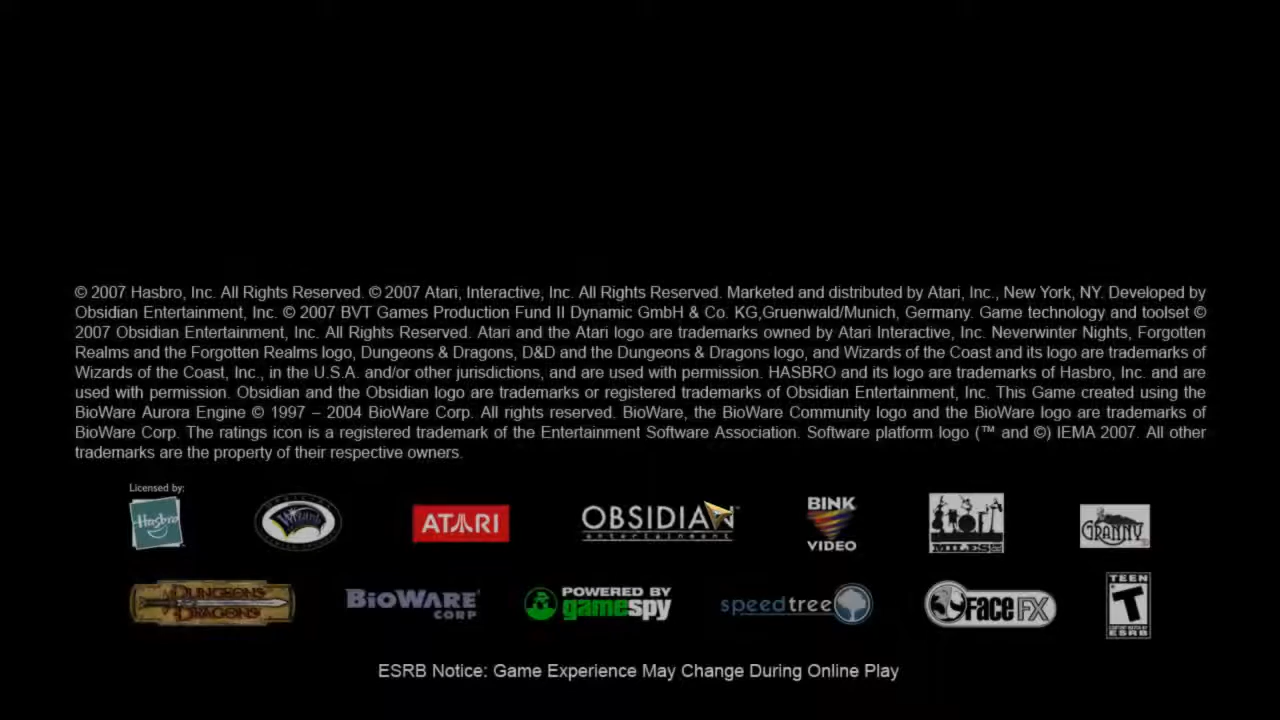 © 2007 Hasbro, Inc. All Rights Reserved. © 2007 Atari, Interactive, Inc. All Rights Reserved. Marketed and distributed by Atari, Inc., New York, NY. Developed by
Obsidian Entertainment, Inc. © 2007 BVT Games Production Fund II Dynamic GmbH & Co. KG,Gruenwald/Munich, Germany. Game technology and toolset ©
2007 Obsidian Entertainment, Inc. All Rights Reserved. Atari and the Atari logo are trademarks owned by Atari Interactive, Inc. Neverwinter Nights, Forgotten
Realms and the Forgotten Realms logo, Dungeons & Dragons, D&D and the Dungeons & Dragons logo, and Wizards of the Coast and its logo are trademarks of
Wizards of the Coast, Inc., in the U.S.A. and/or other jurisdictions, and are used with permission. HASBRO and its logo are trademarks of Hasbro, Inc. and are
used with permission. Obsidian and the Obsidian logo are trademarks or registered trademarks of Obsidian Entertainment, Inc. This Game created using the
BioWare Aurora Engine © 1997 – 2004 BioWare Corp. All rights reserved. BioWare, the BioWare Community logo and the BioWare logo are trademarks of
BioWare Corp. The ratings icon is a registered trademark of the Entertainment Software Association. Software platform logo (™ and ©) IEMA 2007. All other
trademarks are the property of their respective owners.
Licensed by:
Hasbro
Wizards
ATARI
OBSIDIAN
entertainment
BINK
VIDEO
MILES
GRANNY
DUNGEONS
DRAGONS
BIOWARE
CORP
POWERED BY
gamespy
speedtree
FACE FX
TEEN
T
CONTENT RATED BY
ESRB
ESRB Notice: Game Experience May Change During Online Play